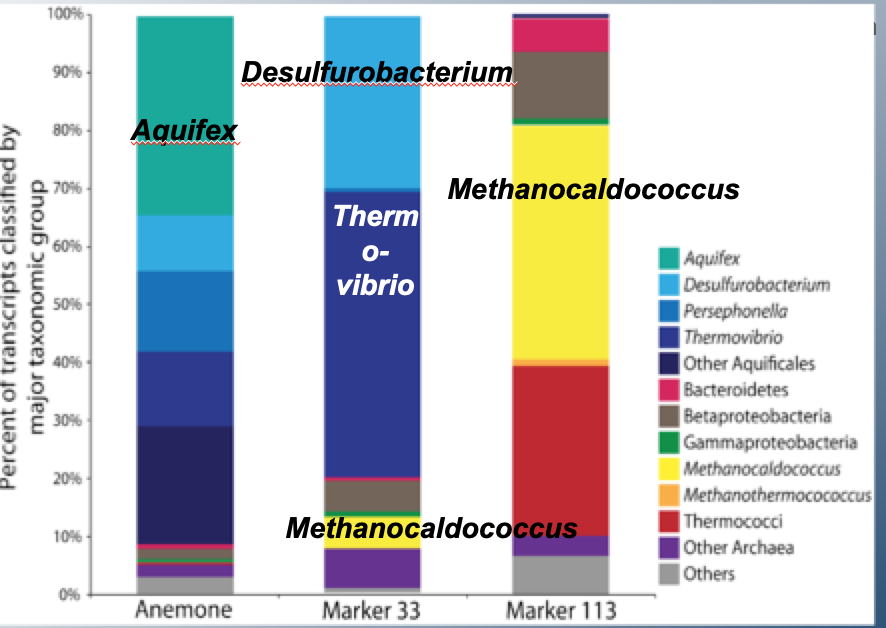 Percent of transcripts classified by
major taxonomic group
100%
90%
80%
70%
60%
50%
40%
30%
20%
10%
0%
Aquifex
Desulfurobacterium
Therm
o-
vibrio
Methanocaldococcus
Methanocaldococcus
Anemone
Marker 33
Marker 113
Aquifex
Desulfurobacterium
Persephonella
Thermovibrio
Other Aquificales
Bacteroidetes
Betaproteobacteria
Gammaproteobacteria
Methanocaldococcus
Methanothermococcus
Thermococci
Other Archaea
Others